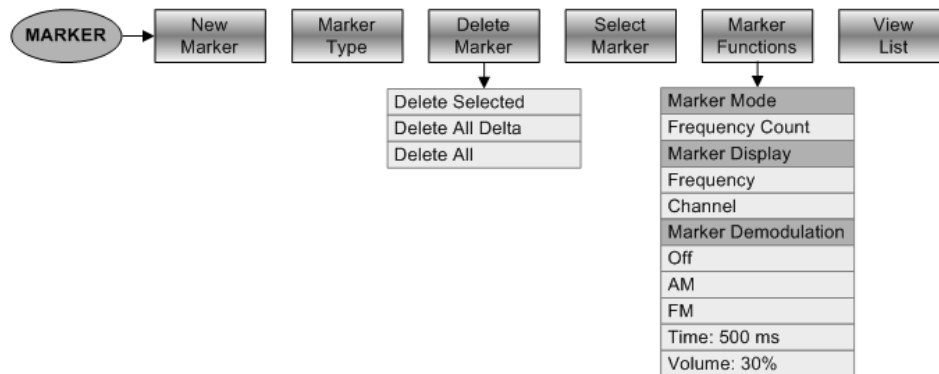 MARKER
New
Marker
Marker
Type
Delete
Marker
Select
Marker
Marker
Functions
View
List
Delete Selected
Delete All Delta
Delete All
Marker Mode
Frequency Count
Marker Display
Frequency
Channel
Marker Demodulation
Off
AM
FM
Time: 500 ms
Volume: 30%